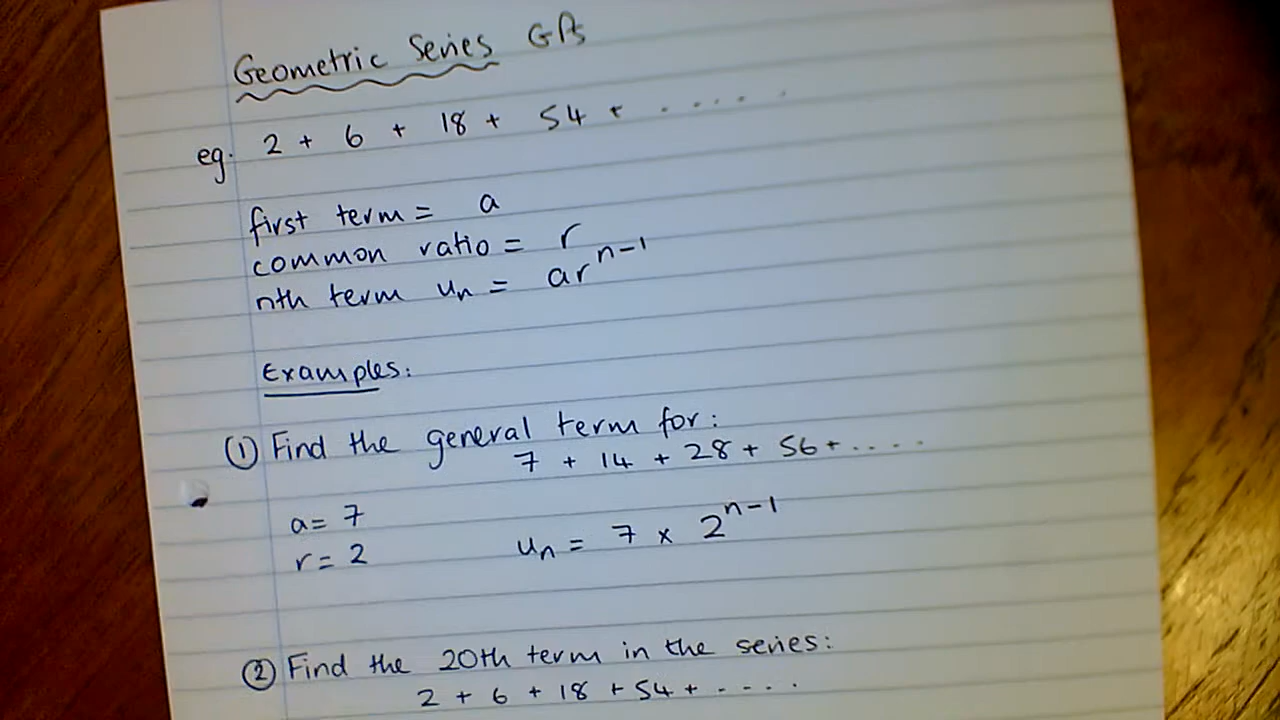 Geometric Series GPs
eg. 2 + 6 + 18 + 54 + ......
first term = a
common ratio = r
nth term uₙ = arⁿ⁻¹
Examples:
① Find the general term for:
7 + 14 + 28 + 56 + ....
a = 7
r = 2
uₙ = 7 × 2ⁿ⁻¹
② Find the 20th term in the series:
2 + 6 + 18 + 54 + ....